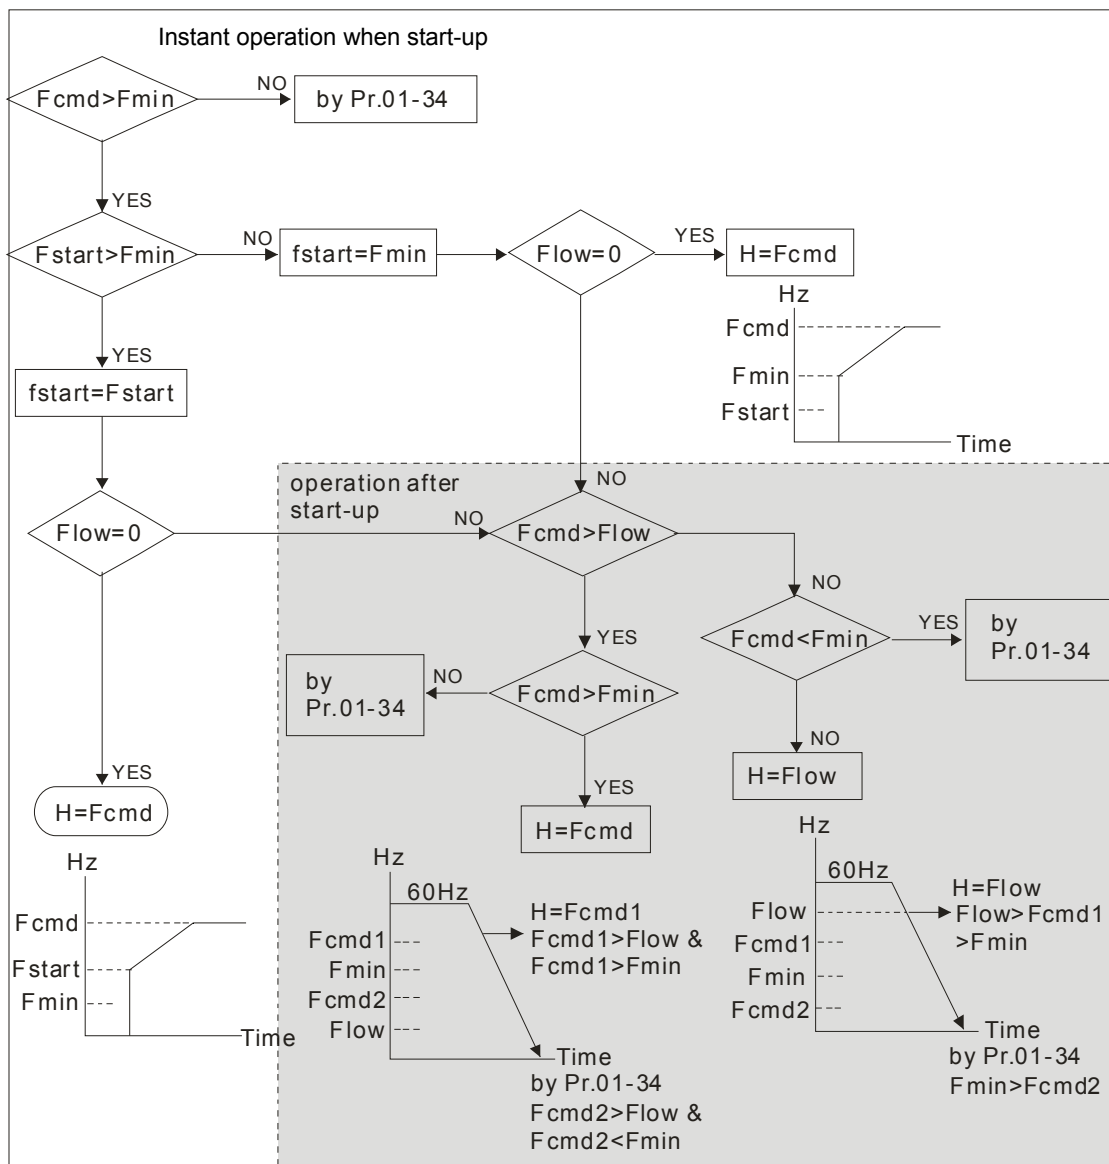 Instant operation when start-up
Fcmd>Fmin
NO
by Pr.01-34
YES
Fstart>Fmin
NO
fstart=Fmin
Flow=0
YES
H=Fcmd
Hz
Fcmd
Fmin
Fstart
Time
YES
fstart=Fstart
NO
operation after
start-up
Flow=0
NO
Fcmd>Flow
NO
YES
Fcmd<Fmin
YES
by
Pr.01-34
by
Pr.01-34
NO
Fcmd>Fmin
NO
H=Flow
YES
H=Fcmd
YES
H=Fcmd
Hz
Fcmd
Fstart
Fmin
Time
Hz
60Hz
Fcmd1
Fmin
Fcmd2
Flow
H=Fcmd1
Fcmd1>Flow &
Fcmd1>Fmin
Time
by Pr.01-34
Fcmd2>Flow &
Fcmd2<Fmin
Hz
60Hz
Flow
Fcmd1
Fmin
Fcmd2
H=Flow
Flow>Fcmd1
>Fmin
Time
by Pr.01-34
Fmin>Fcmd2